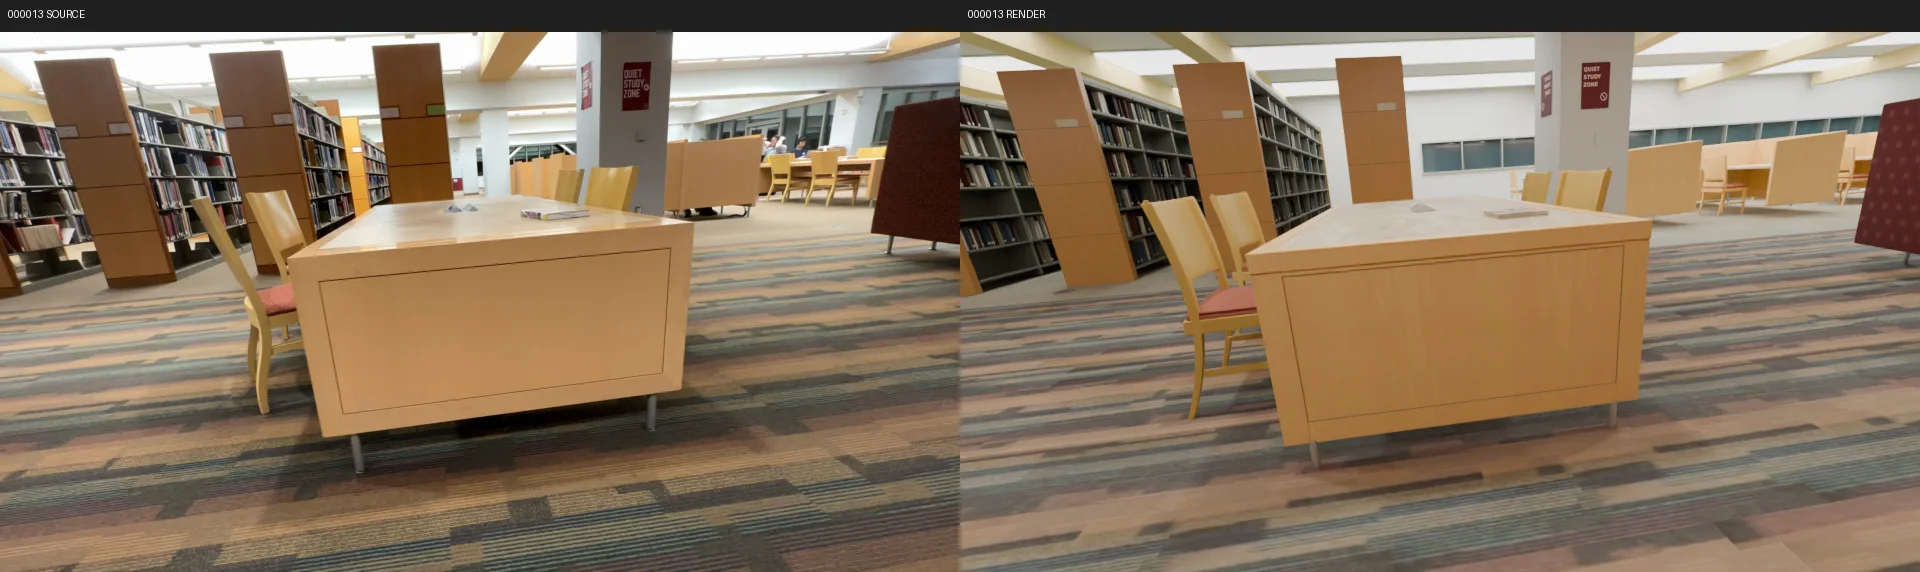 000013 SOURCE
000013 RENDER
QUIET
STUDY
ZONE
QUIET
STUDY
ZONE